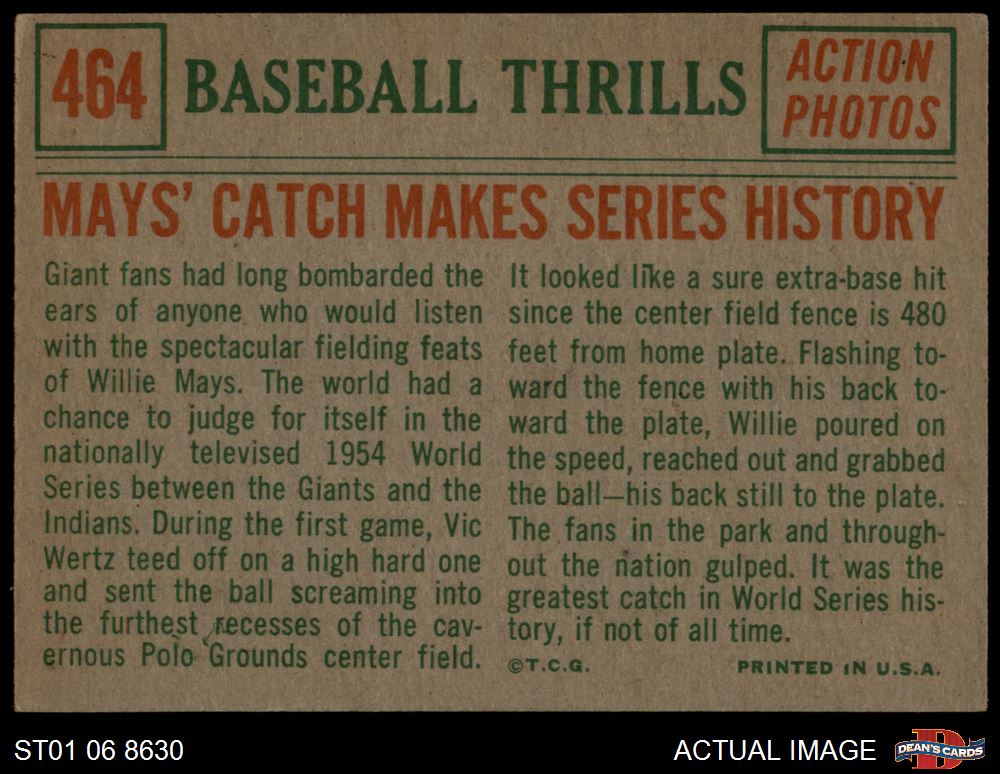 464
BASEBALL THRILLS
ACTION
PHOTOS
MAYS' CATCH MAKES SERIES HISTORY
Giant fans had long bombarded the
ears of anyone who would listen
with the spectacular fielding feats
of Willie Mays. The world had a
chance to judge for itself in the
nationally televised 1954 World
Series between the Giants and the
Indians. During the first game, Vic
Wertz teed off on a high hard one
and sent the ball screaming into
the furthest recesses of the cav-
ernous Polo Grounds center field.
It looked like a sure extra-base hit
since the center field fence is 480
feet from home plate. Flashing to-
ward the fence with his back to-
ward the plate, Willie poured on
the speed, reached out and grabbed
the ball—his back still to the plate.
The fans in the park and through-
out the nation gulped. It was the
greatest catch in World Series his-
tory, if not of all time.
©T.C.G.
PRINTED IN U.S.A.
ST01 06 8630
ACTUAL IMAGE
D
DEAN'S CARDS